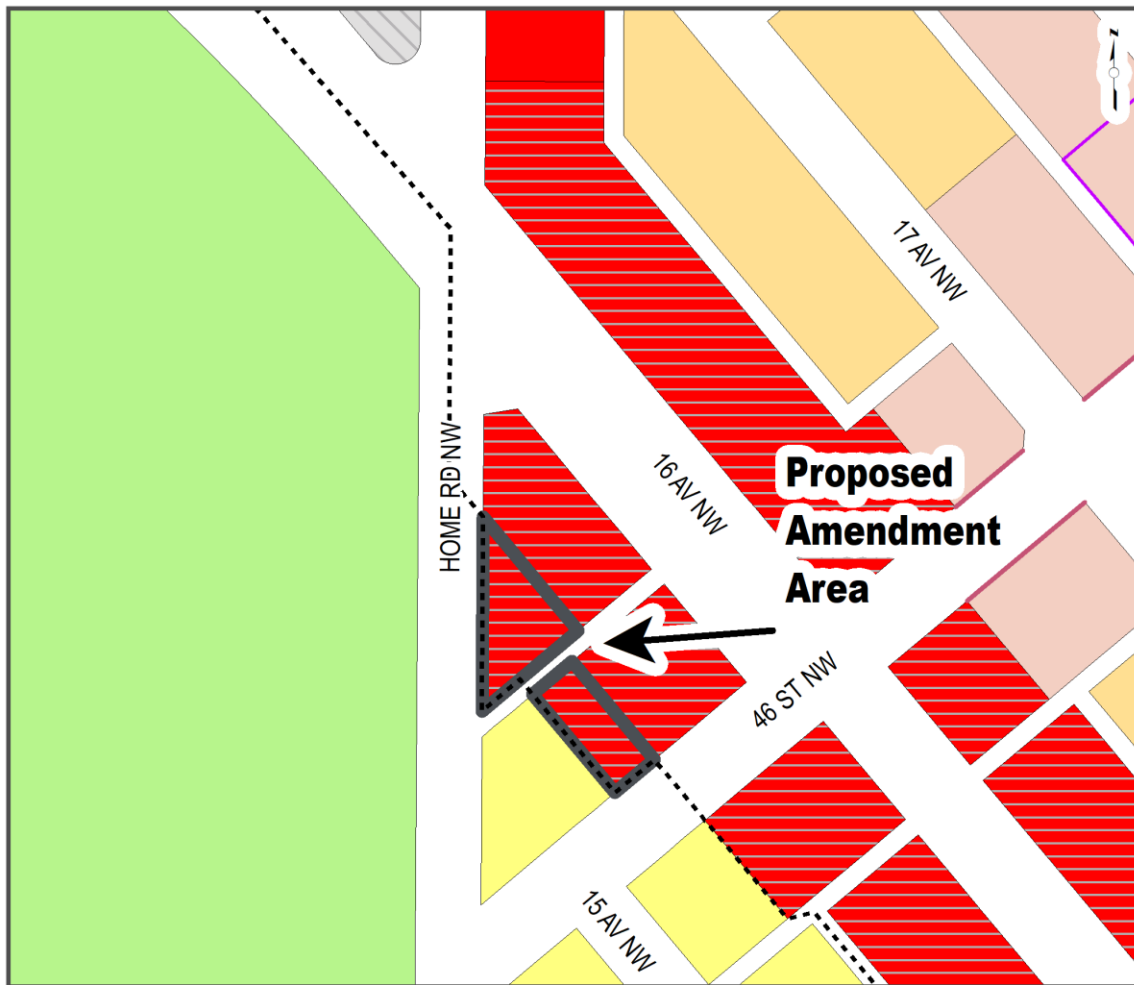 N
17 AV NW
HOME RD NW
16 AV NW
Proposed
Amendment
Area
46 ST NW
15 AV NW